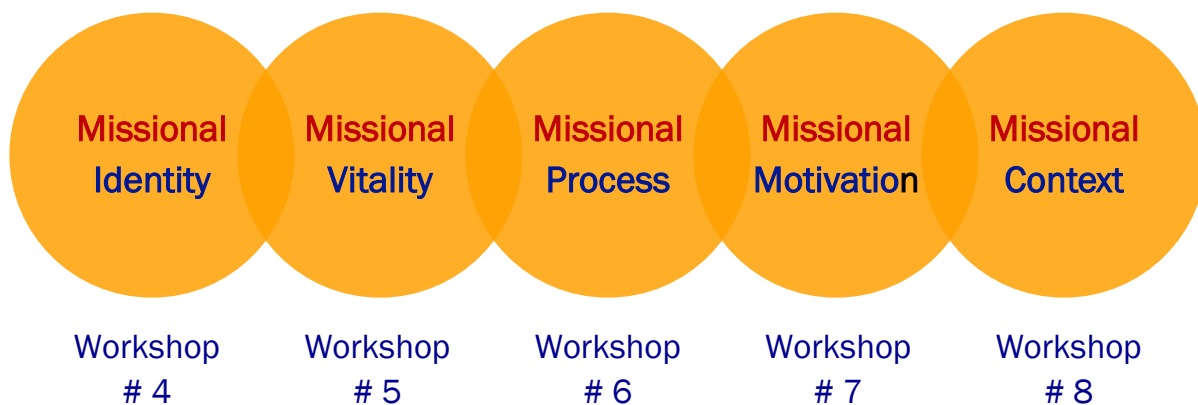 Missional Missional Missional Missional Missional
Identity Vitality Process Motivation Context
Workshop Workshop Workshop Workshop Workshop
# 4 # 5 # 6 # 7 # 8